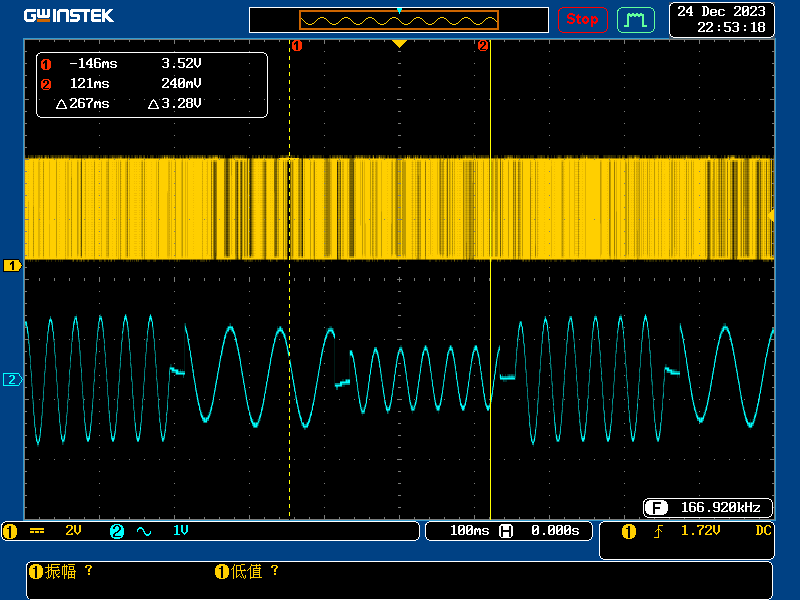 GWINSTEK
Stop
24 Dec 2023
22:53:18
1 2
1 -146ms 3.52V
2 121ms 240mV
△267ms △3.28V
1
2
F 166.920kHz
1 2V 2 1V
100ms H 0.000s
1 1.72V DC
1振幅 ? 1低值 ?